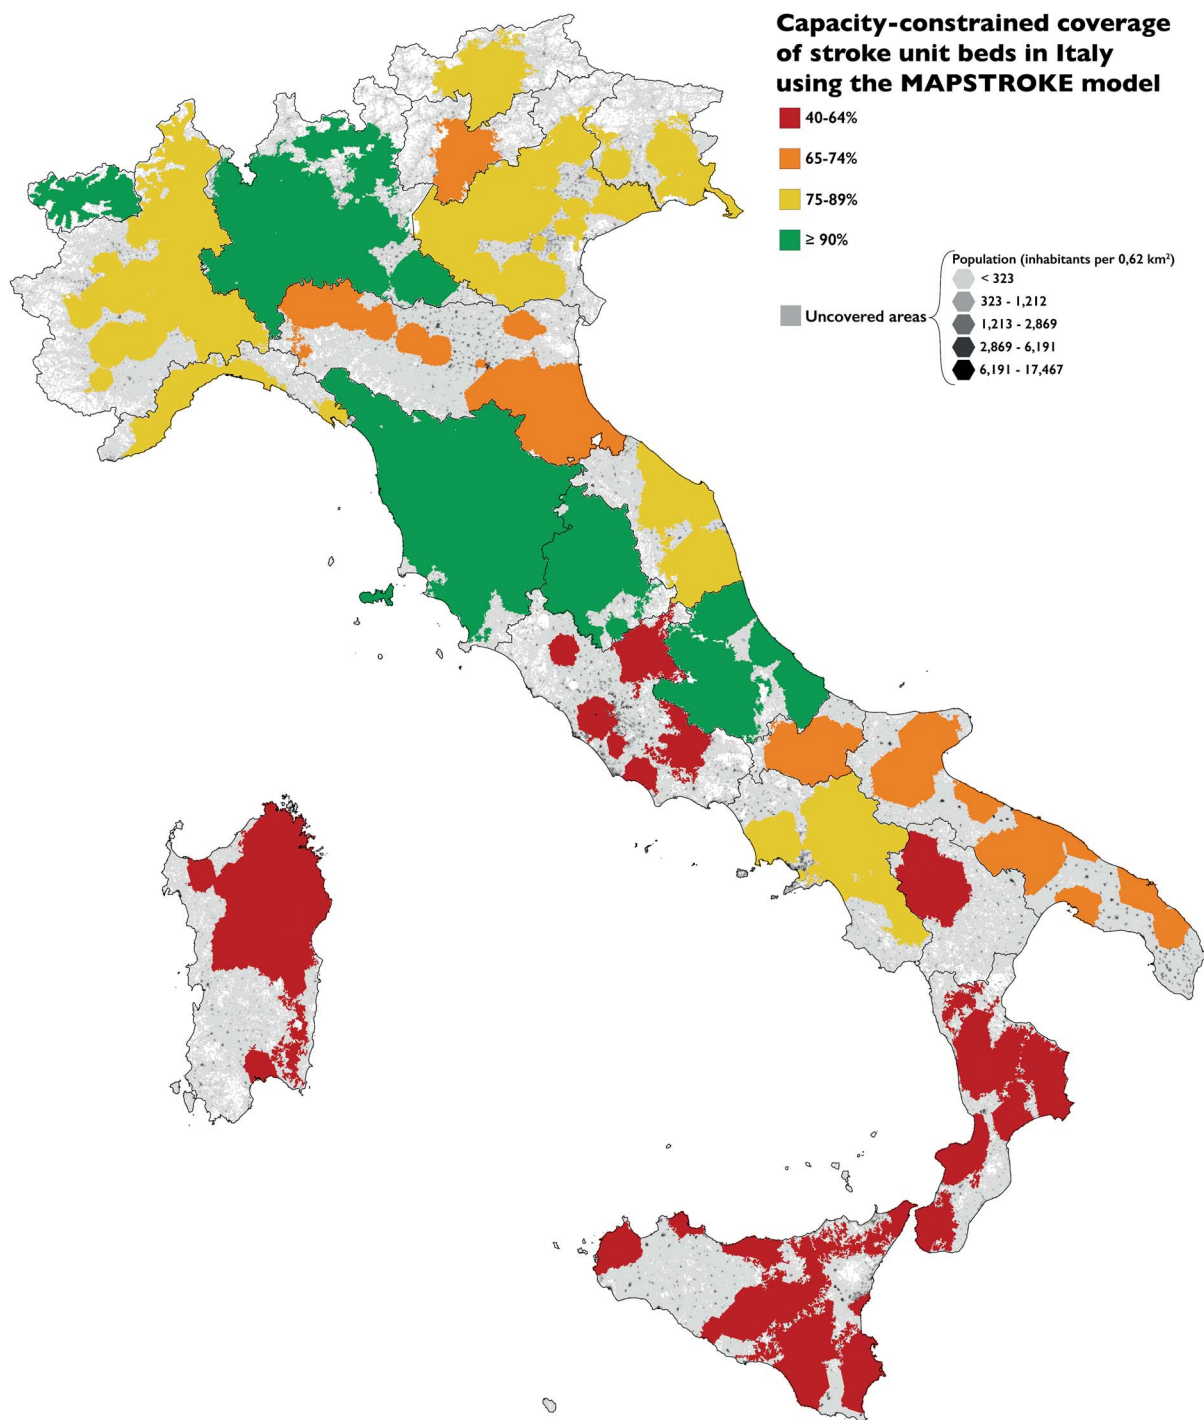 Capacity-constrained coverage
of stroke unit beds in Italy
using the MAPSTROKE model
40-64%
65-74%
75-89%
≥ 90%
Uncovered areas
Population (inhabitants per 0,62 km²)
< 323
323 - 1,212
1,213 - 2,869
2,869 - 6,191
6,191 - 17,467